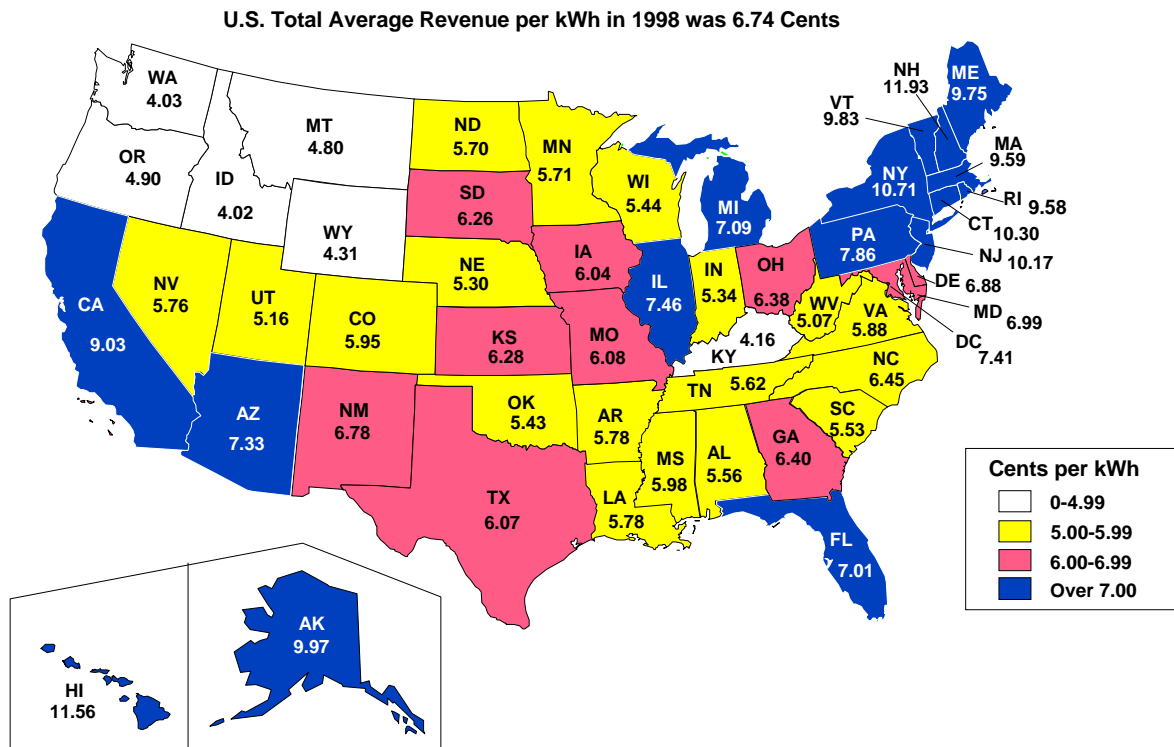 U.S. Total Average Revenue per kWh in 1998 was 6.74 Cents
WA
4.03
OR
4.90
ID
4.02
MT
4.80
WY
4.31
ND
5.70
SD
6.26
NE
5.30
MN
5.71
WI
5.44
IA
6.04
MI
7.09
NH
11.93
VT
9.83
ME
9.75
MA
9.59
NY
10.71
RI 9.58
CT
10.30
NJ 10.17
PA
7.86
DE 6.88
MD
6.99
DC
7.41
CA
9.03
NV
5.76
UT
5.16
CO
5.95
KS
6.28
MO
6.08
IL
7.46
IN
5.34
OH
6.38
WV
5.07
VA
5.88
KY 4.16
TN 5.62
NC
6.45
SC
5.53
AZ
7.33
NM
6.78
OK
5.43
AR
5.78
TX
6.07
LA
5.78
MS
5.98
AL
5.56
GA
6.40
FL
7.01
AK
9.97
HI
11.56
Cents per kWh
0-4.99
5.00-5.99
6.00-6.99
Over 7.00